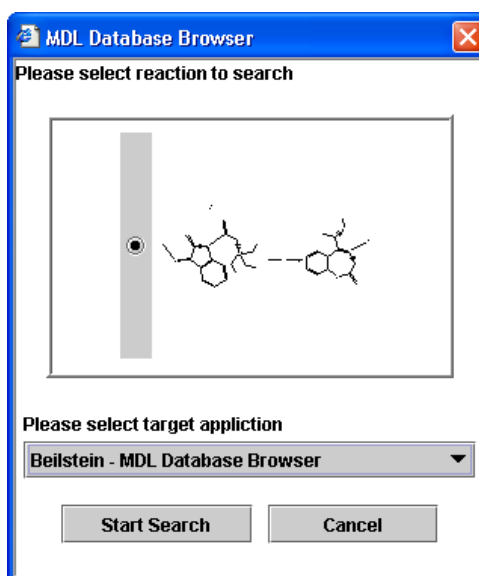 MDL Database Browser
Please select reaction to search
Please select target appliction
Beilstein - MDL Database Browser
Start Search
Cancel